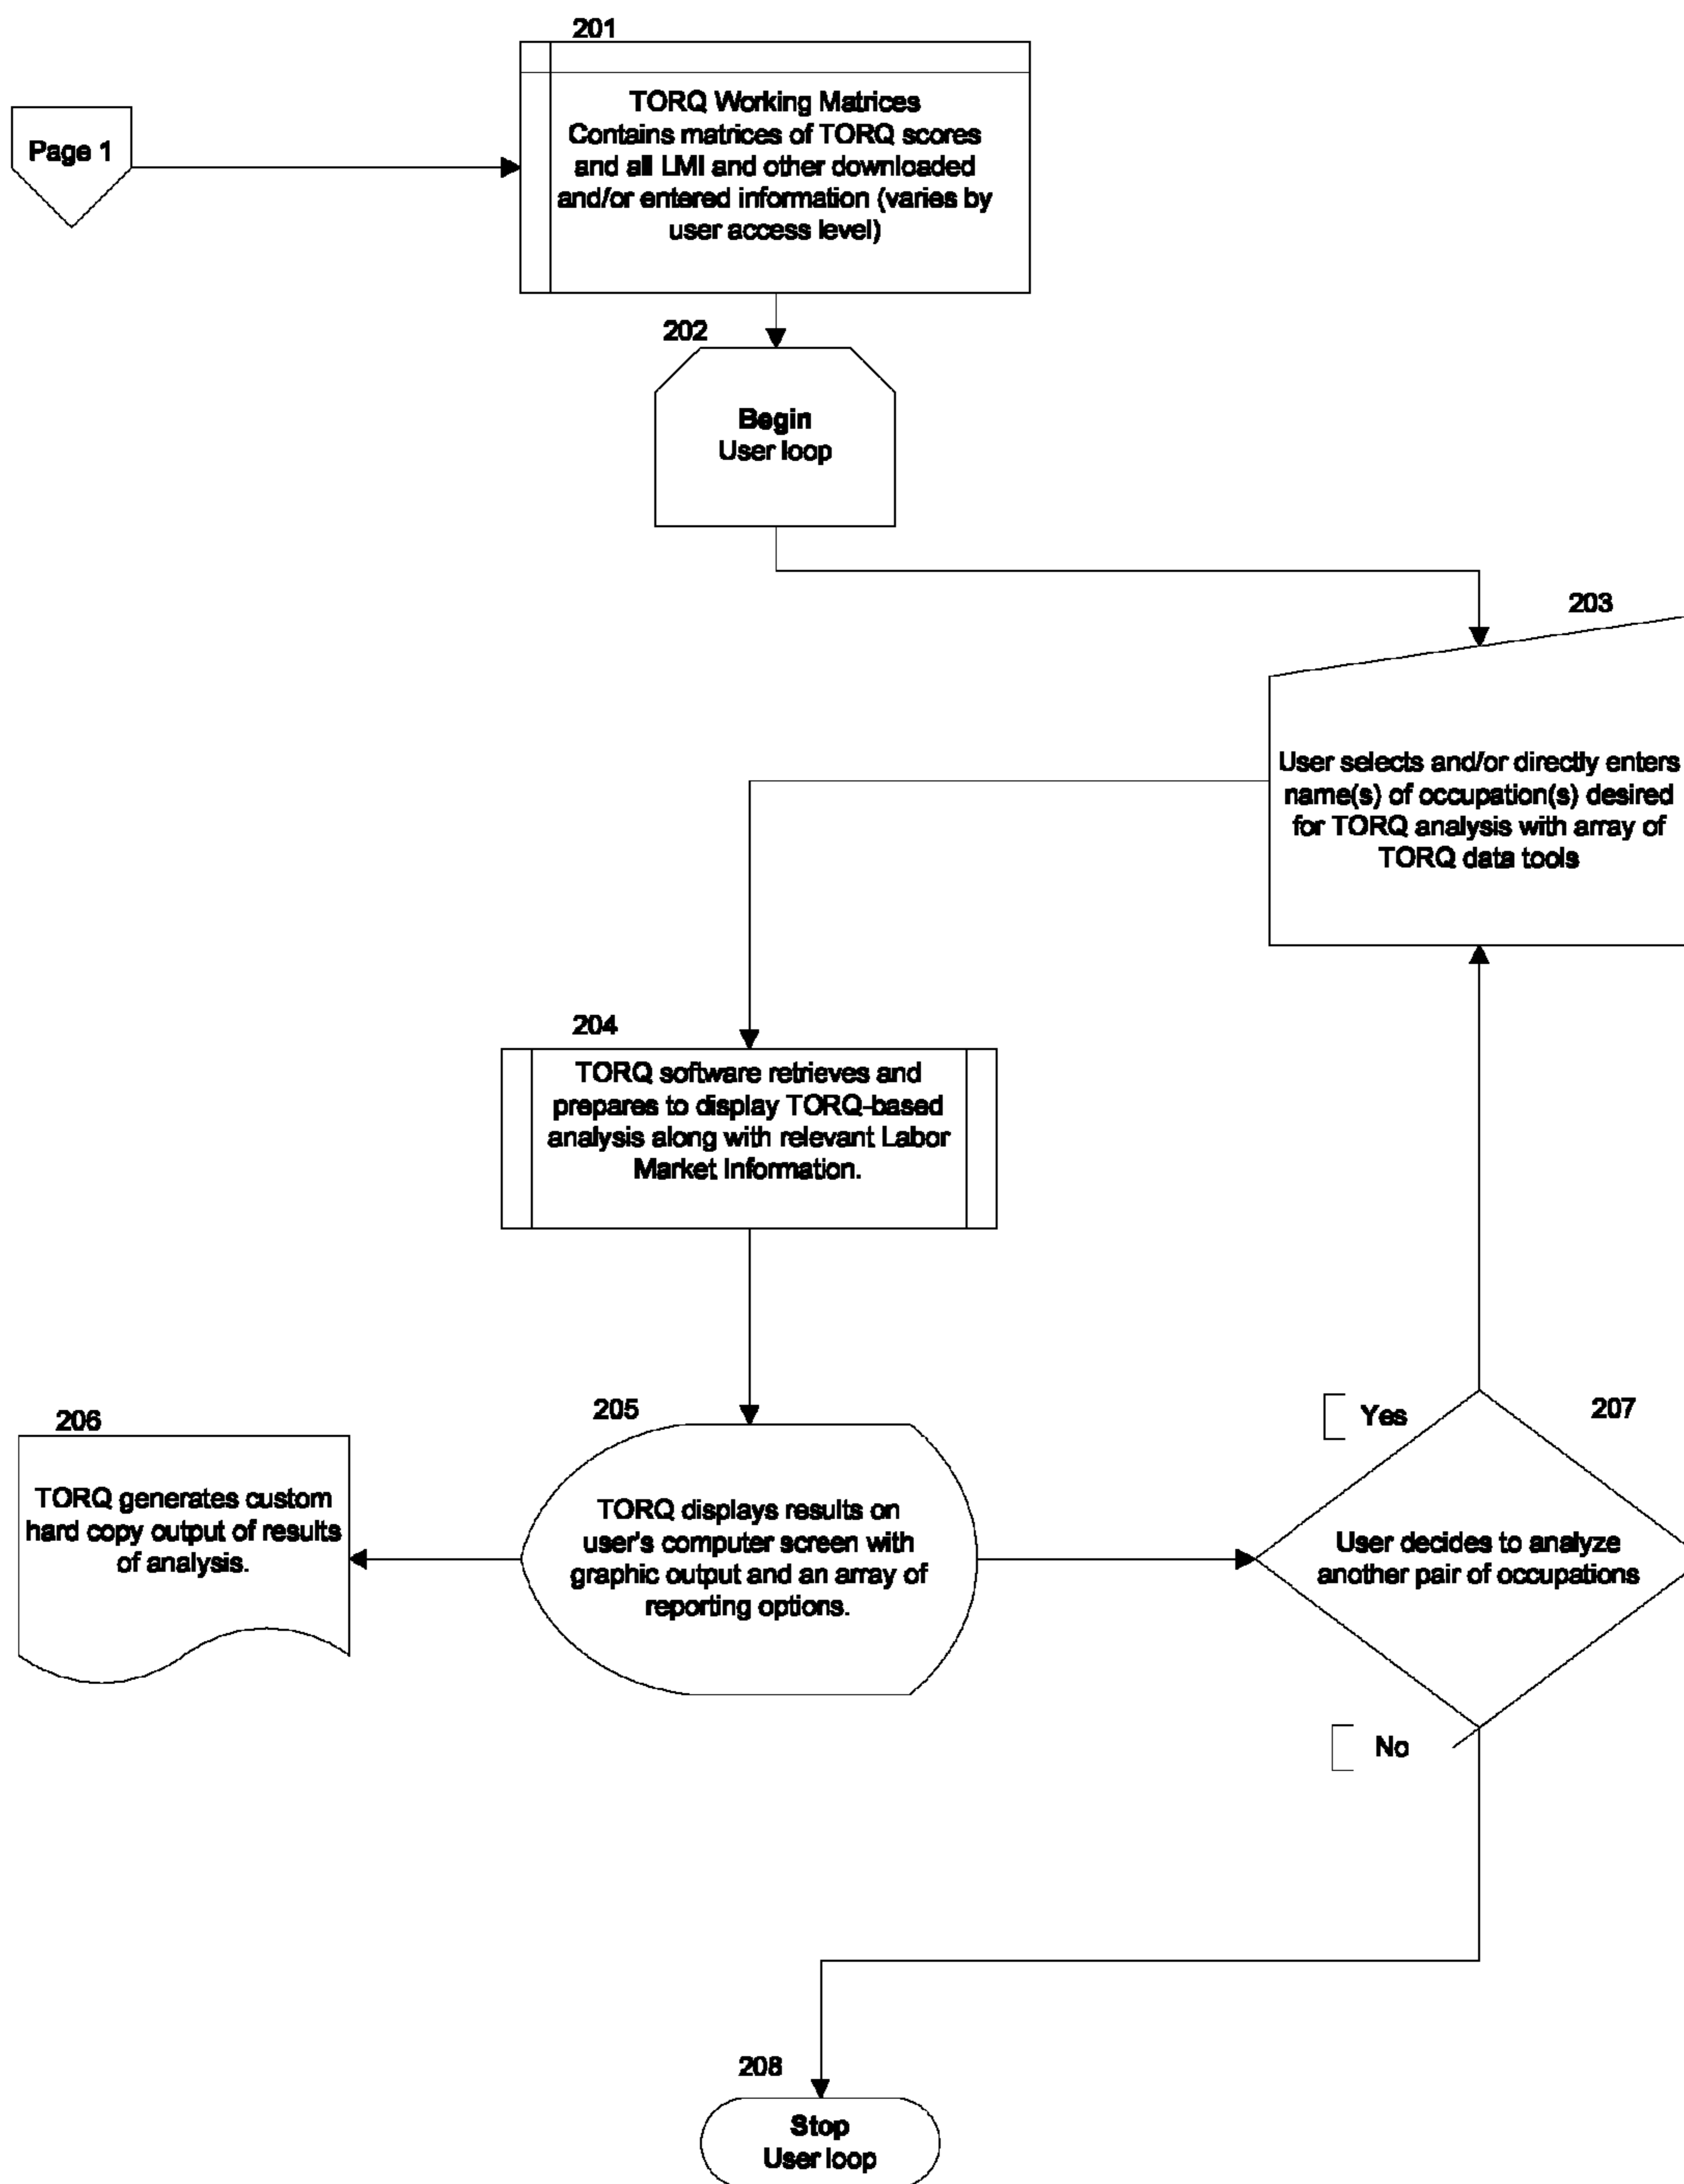 201
Page 1
TORQ Working Matrices
Contains matrices of TORQ scores
and all LMI and other downloaded
and/or entered information (varies by
user access level)
202
Begin
User loop
203
User selects and/or directly enters
name(s) of occupation(s) desired
for TORQ analysis with array of
TORQ data tools
204
TORQ software retrieves and
prepares to display TORQ-based
analysis along with relevant Labor
Market Information.
206
TORQ generates custom
hard copy output of results
of analysis.
205
TORQ displays results on
user's computer screen with
graphic output and an array of
reporting options.
Yes
207
User decides to analyze
another pair of occupations
No
208
Stop
User loop